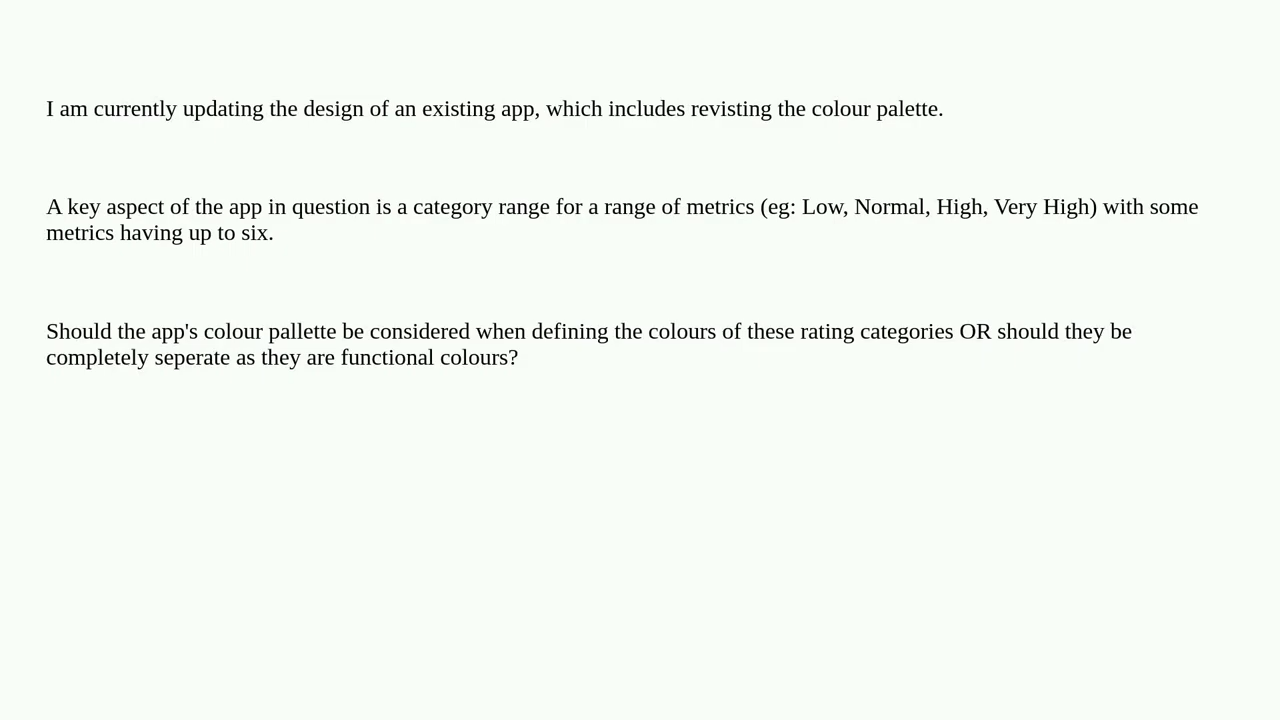 I am currently updating the design of an existing app, which includes revisting the colour palette.
A key aspect of the app in question is a category range for a range of metrics (eg: Low, Normal, High, Very High) with some
metrics having up to six.
Should the app's colour pallette be considered when defining the colours of these rating categories OR should they be
completely seperate as they are functional colours?